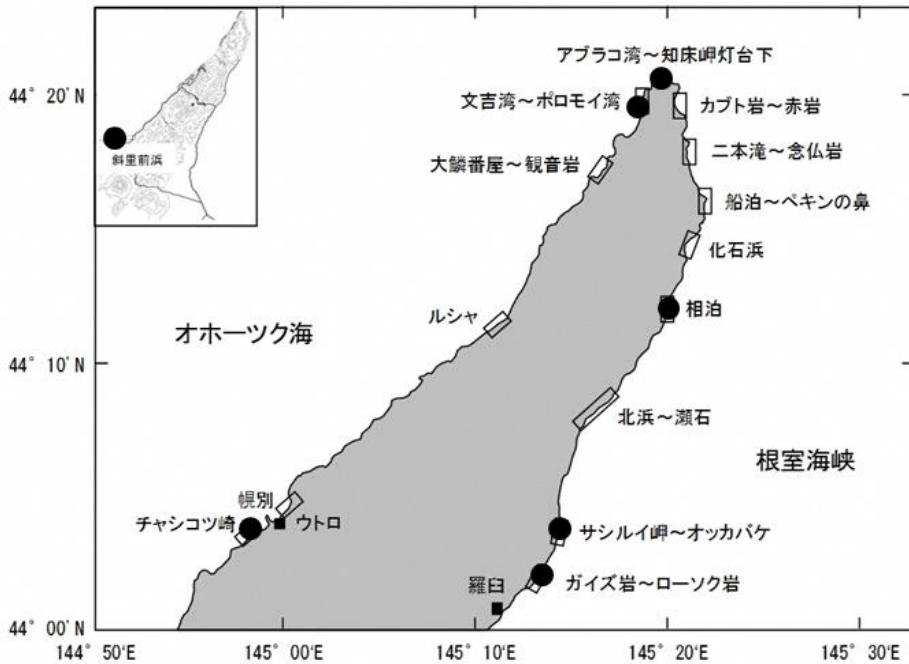 斜里前浜
アブラコ湾～知床岬灯台下
44° 20′ N
文吉湾～ポロモイ湾
カブト岩～赤岩
大鱗番屋～観音岩
二本滝～念仏岩
船泊～ペキンの鼻
化石浜
ルシャ
相泊
オホーツク海
44° 10′ N
北浜～瀬石
根室海峡
幌別
チャシコツ崎
ウトロ
サシルイ岬～オッカバケ
羅臼
ガイズ岩～ローソク岩
44° 00′ N
144° 50′E
145° 00′E
145° 10′E
145° 20′E
145° 30′E